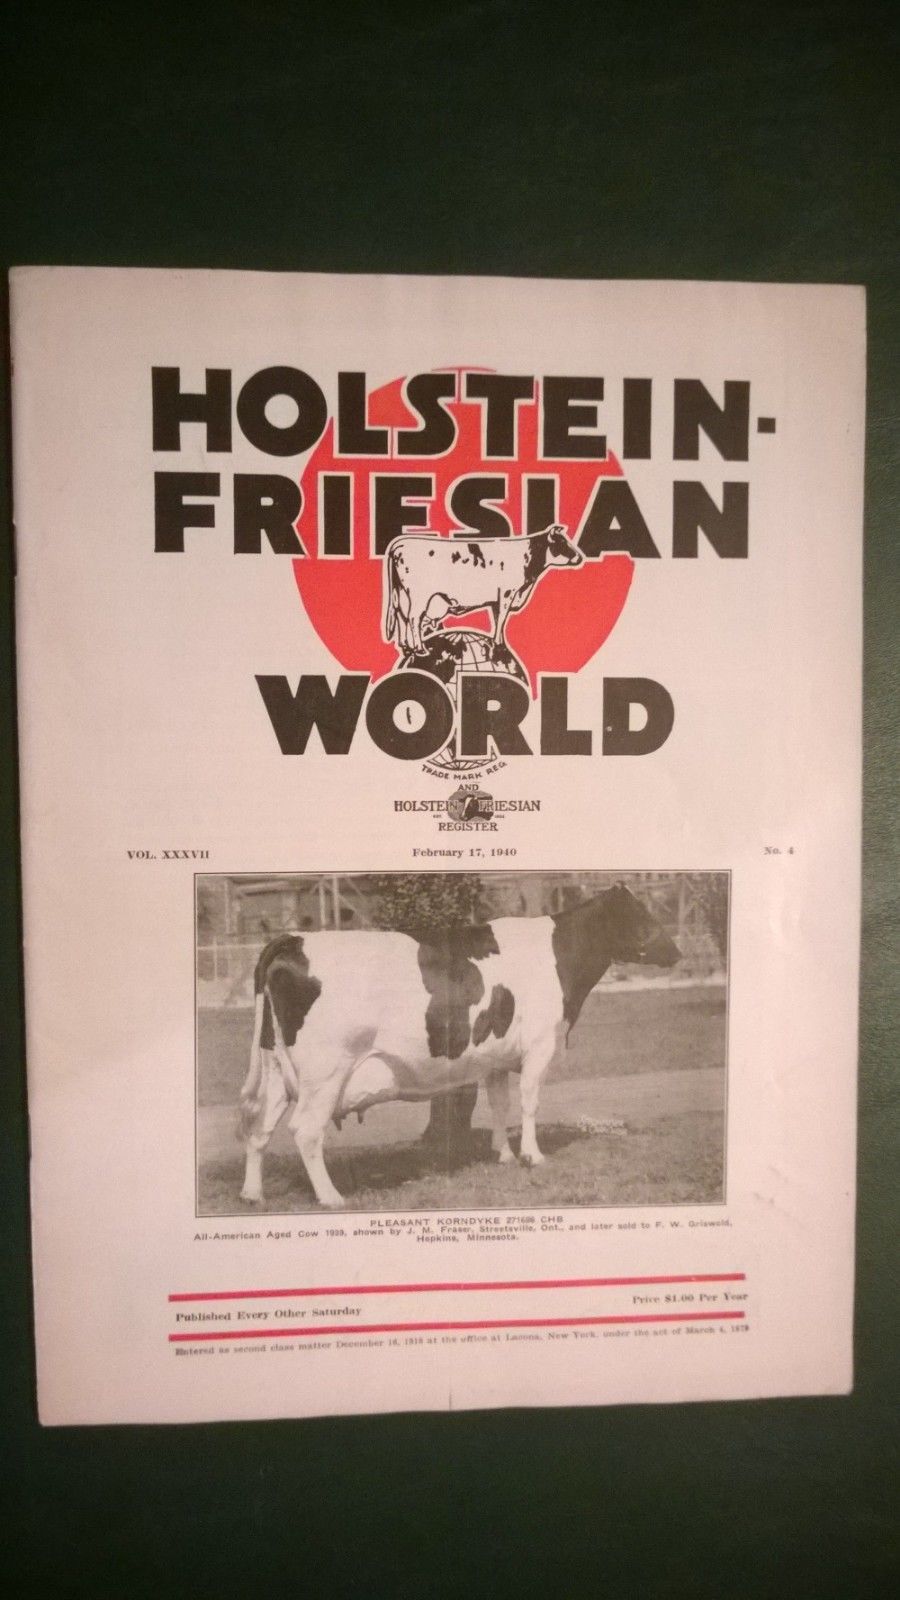 HOLSTEIN-
FRIESIAN
WORLD
TRADE MARK REG.
AND
HOLSTEIN FRIESIAN
REGISTER
VOL. XXXVII February 17, 1940 No. 4
PLEASANT KORNDYKE 271686 CHB
All-American Aged Cow 1939, shown by J. M. Fraser, Streetsville, Ont., and later sold to F. W. Griswold,
Hopkins, Minnesota.
Published Every Other Saturday Price $1.00 Per Year
Entered as second class matter December 16, 1918 at the office at Lacona, New York, under the act of March 4, 1879